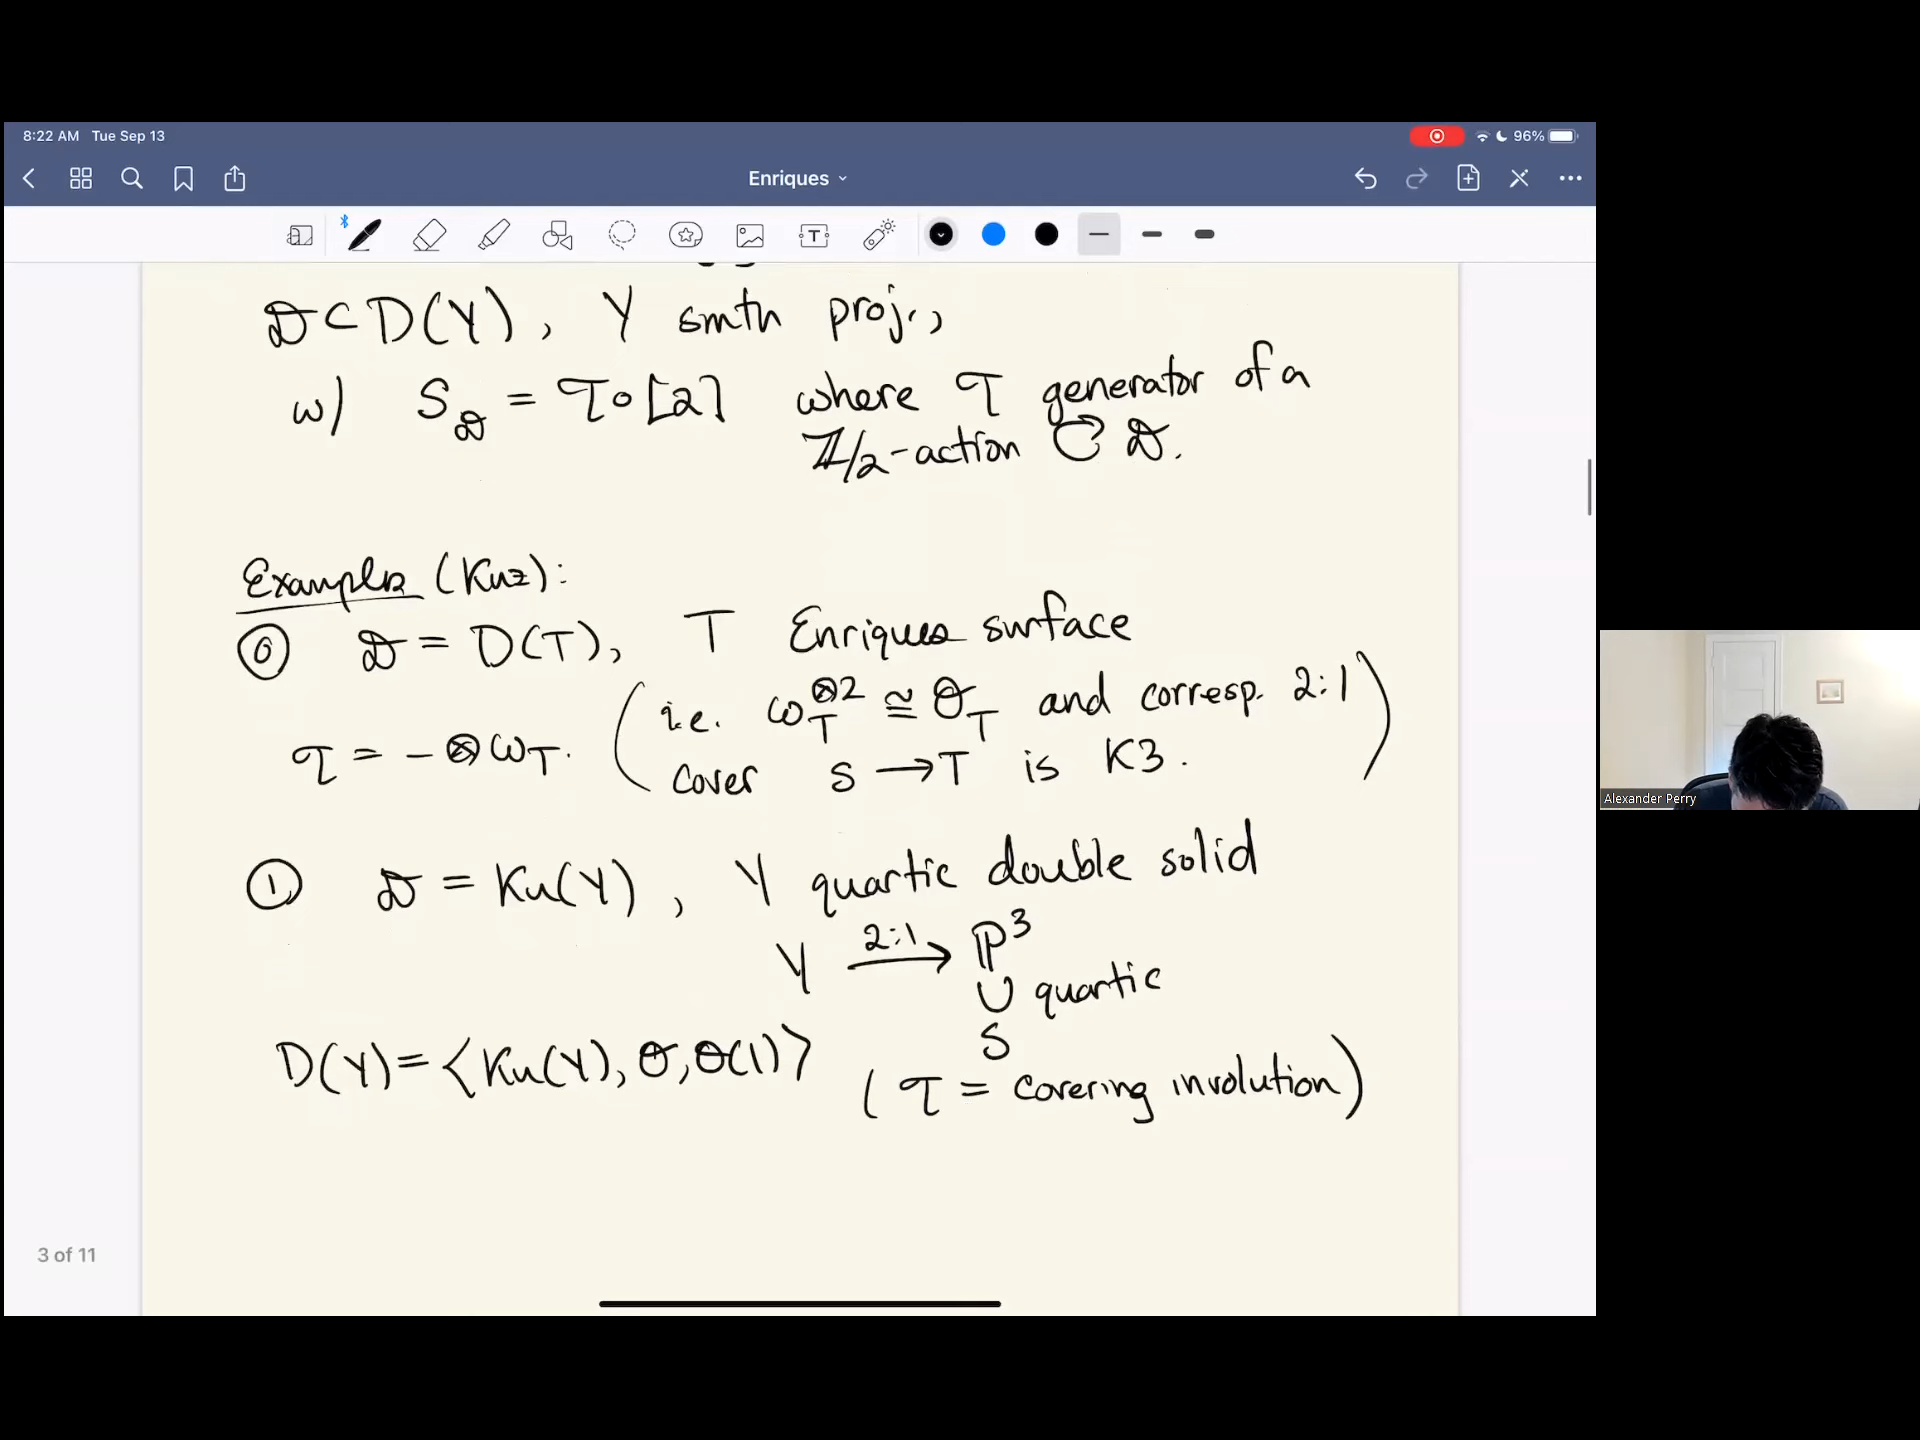 8:22 AM Tue Sep 13
96%
Enriques
𝒟 ⊂ D(Y), Y smth proj.,
w/ S_𝒟 = τ∘[2] where τ generator of a
ℤ/2-action ↻ 𝒟.
Examples (Kuz):
⓪ 𝒟 = D(T), T Enriques surface
(i.e. ω_T^{⊗2} ≅ 𝒪_T and corresp. 2:1
τ = -⊗ω_T. cover S → T is K3.)
① 𝒟 = Ku(Y), Y quartic double solid
Y —2:1→ ℙ³
∪ quartic
S
D(Y) = ⟨Ku(Y), 𝒪, 𝒪(1)⟩
(τ = covering involution)
3 of 11
Alexander Perry